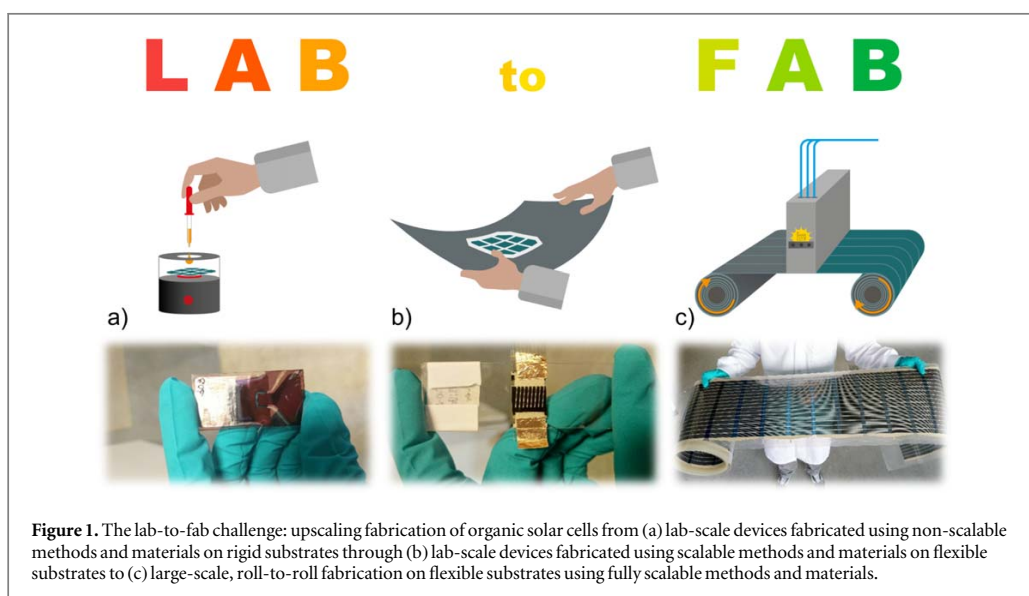 LAB to FAB
a)
b)
c)
Figure 1. The lab-to-fab challenge: upscaling fabrication of organic solar cells from (a) lab-scale devices fabricated using non-scalable
methods and materials on rigid substrates through (b) lab-scale devices fabricated using scalable methods and materials on flexible
substrates to (c) large-scale, roll-to-roll fabrication on flexible substrates using fully scalable methods and materials.